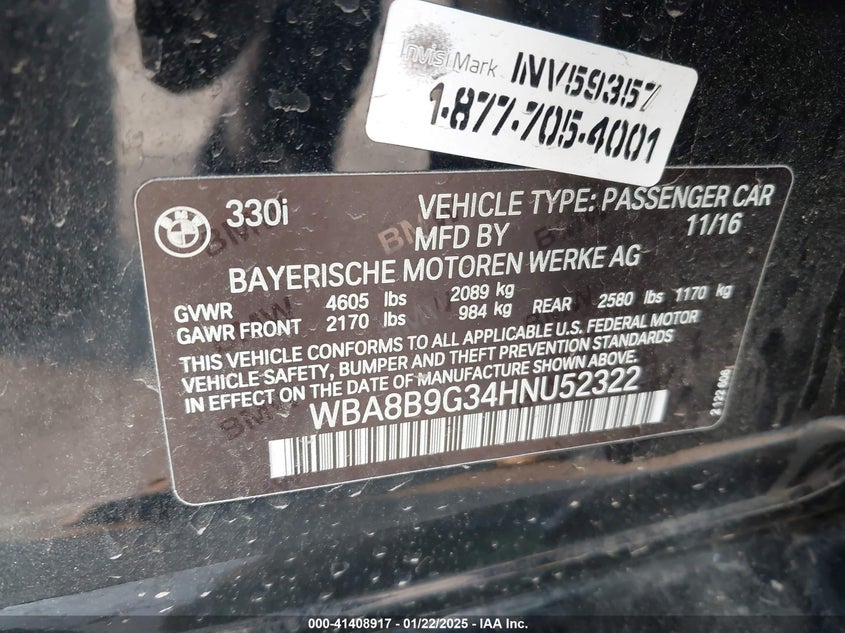 InvisiMark INV59357
1-877-705-4001
330i VEHICLE TYPE: PASSENGER CAR
MFD BY 11/16
BAYERISCHE MOTOREN WERKE AG
GVWR 4605 lbs 2089 kg
GAWR FRONT 2170 lbs 984 kg REAR 2580 lbs 1170 kg
THIS VEHICLE CONFORMS TO ALL APPLICABLE U.S. FEDERAL MOTOR
VEHICLE SAFETY, BUMPER AND THEFT PREVENTION STANDARDS
IN EFFECT ON THE DATE OF MANUFACTURE SHOWN ABOVE.
WBA8B9G34HNU52322
000-41408917 - 01/22/2025 - IAA Holdings, LLC.